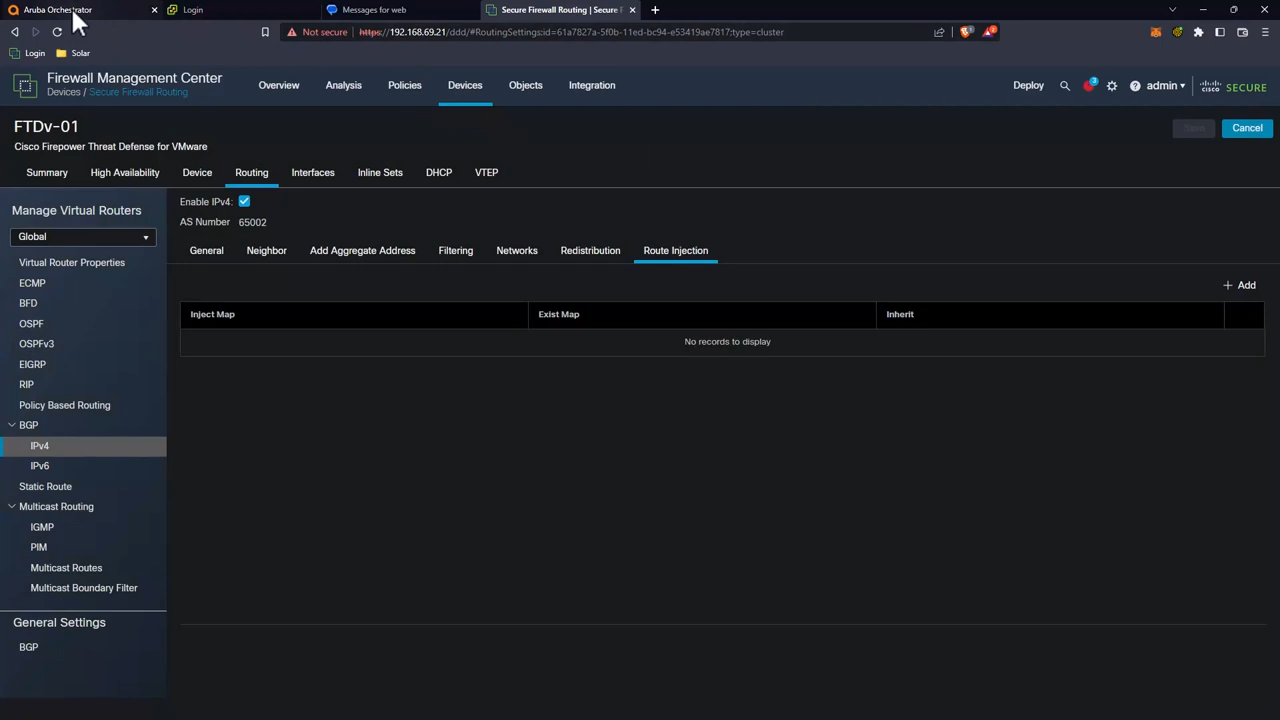 Aruba Orchestrator
Login
Messages for web
Secure Firewall Routing | Secure F
Not secure
https://192.168.69.21/ddd/#RoutingSettings:id=61a7827a-5f0b-11ed-bc94-e53419ae7817:type=cluster
Login
Solar
Firewall Management Center
Devices / Secure Firewall Routing
Overview
Analysis
Policies
Devices
Objects
Integration
Deploy
3
admin
cisco SECURE
FTDv-01
Save
Cancel
Cisco Firepower Threat Defense for VMware
Summary
High Availability
Device
Routing
Interfaces
Inline Sets
DHCP
VTEP
Manage Virtual Routers
Global
Virtual Router Properties
ECMP
BFD
OSPF
OSPFv3
EIGRP
RIP
Policy Based Routing
BGP
IPv4
IPv6
Static Route
Multicast Routing
IGMP
PIM
Multicast Routes
Multicast Boundary Filter
General Settings
BGP
Enable IPv4:
AS Number 65002
General
Neighbor
Add Aggregate Address
Filtering
Networks
Redistribution
Route Injection
+ Add
Inject Map
Exist Map
Inherit
No records to display